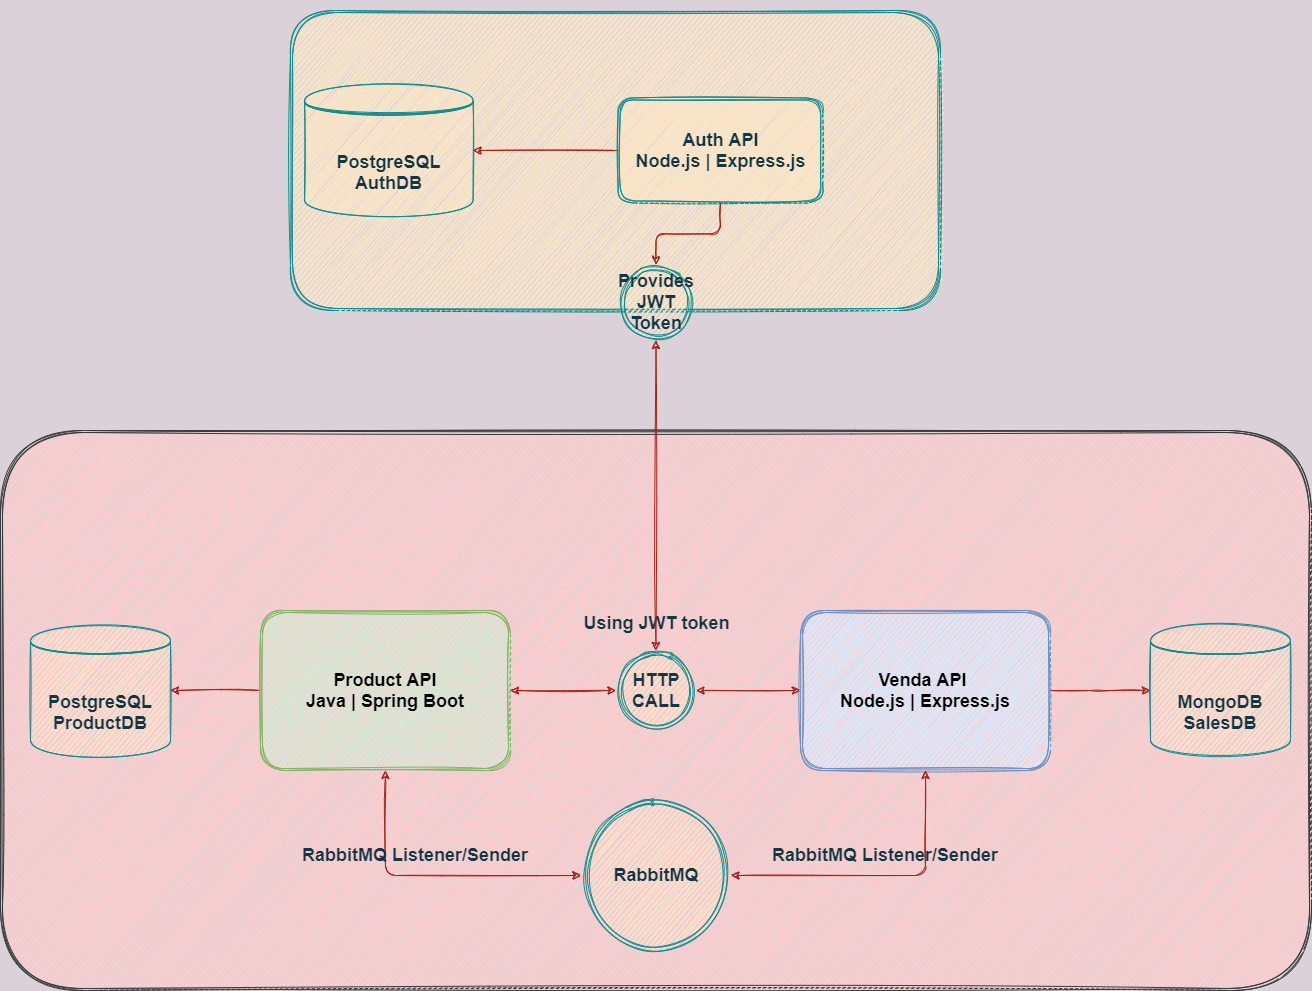 Auth API
Node.js | Express.js
PostgreSQL
AuthDB
Provides
JWT
Token
Using JWT token
HTTP
CALL
Product API
Java | Spring Boot
Venda API
Node.js | Express.js
PostgreSQL
ProductDB
MongoDB
SalesDB
RabbitMQ Listener/Sender
RabbitMQ Listener/Sender
RabbitMQ